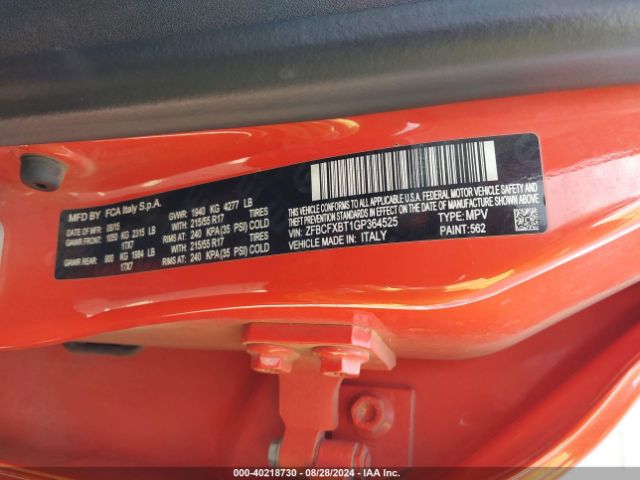 MFD BY FCA Italy S.p.A.
DATE OF MFR 08/15 GVWR: 1940 KG 4277 LB
GAWR FRONT: 1050 KG 2315 LB WITH: 215/55 R17 TIRES
17X7 RIMS AT: 240 KPA (35 PSI) COLD
GAWR REAR: 900 KG 1984 LB WITH: 215/55 R17 TIRES
17X7 RIMS AT: 240 KPA (35 PSI) COLD
THIS VEHICLE CONFORMS TO ALL APPLICABLE U.S.A. FEDERAL MOTOR VEHICLE SAFETY AND
THEFT PREVENTION STANDARDS IN EFFECT ON THE DATE OF MANUFACTURE SHOWN ABOVE.
VIN: ZFBCFXBT1GP364525 TYPE: MPV
VEHICLE MADE IN: ITALY PAINT: 562
000-40218730 - 08/28/2024 - IAA Inc.